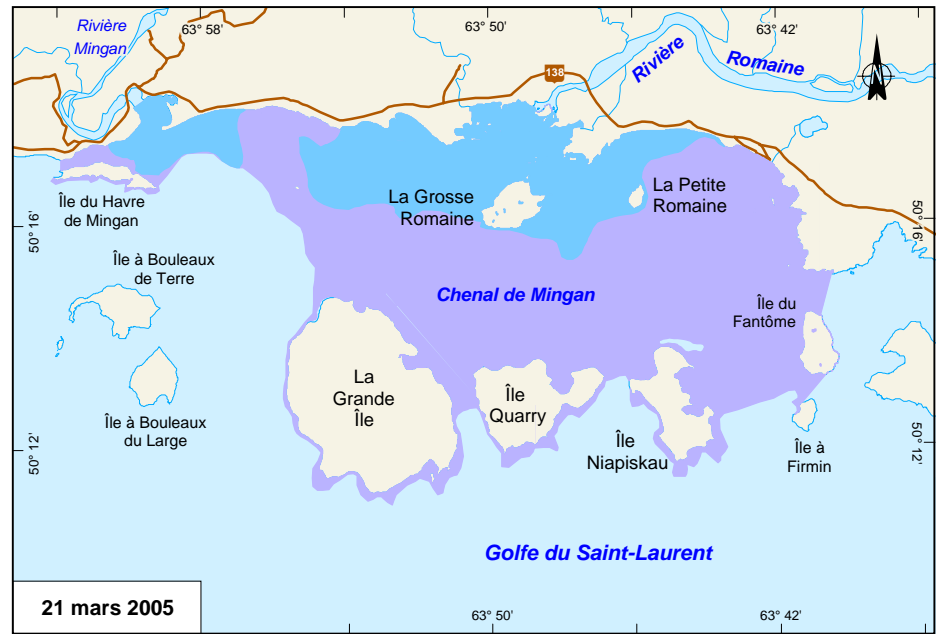 Rivière
Mingan
63° 58'
63° 50'
63° 42'
Rivière
Romaine
138
N
La Grosse
Romaine
La Petite
Romaine
Île du Havre
de Mingan
50° 16'
50° 16'
Île à Bouleaux
de Terre
Chenal de Mingan
Île du
Fantôme
La
Grande
Île
Île
Quarry
Île à Bouleaux
du Large
Île
Niapiskau
Île à
Firmin
50° 12'
50° 12'
Golfe du Saint-Laurent
21 mars 2005
63° 50'
63° 42'